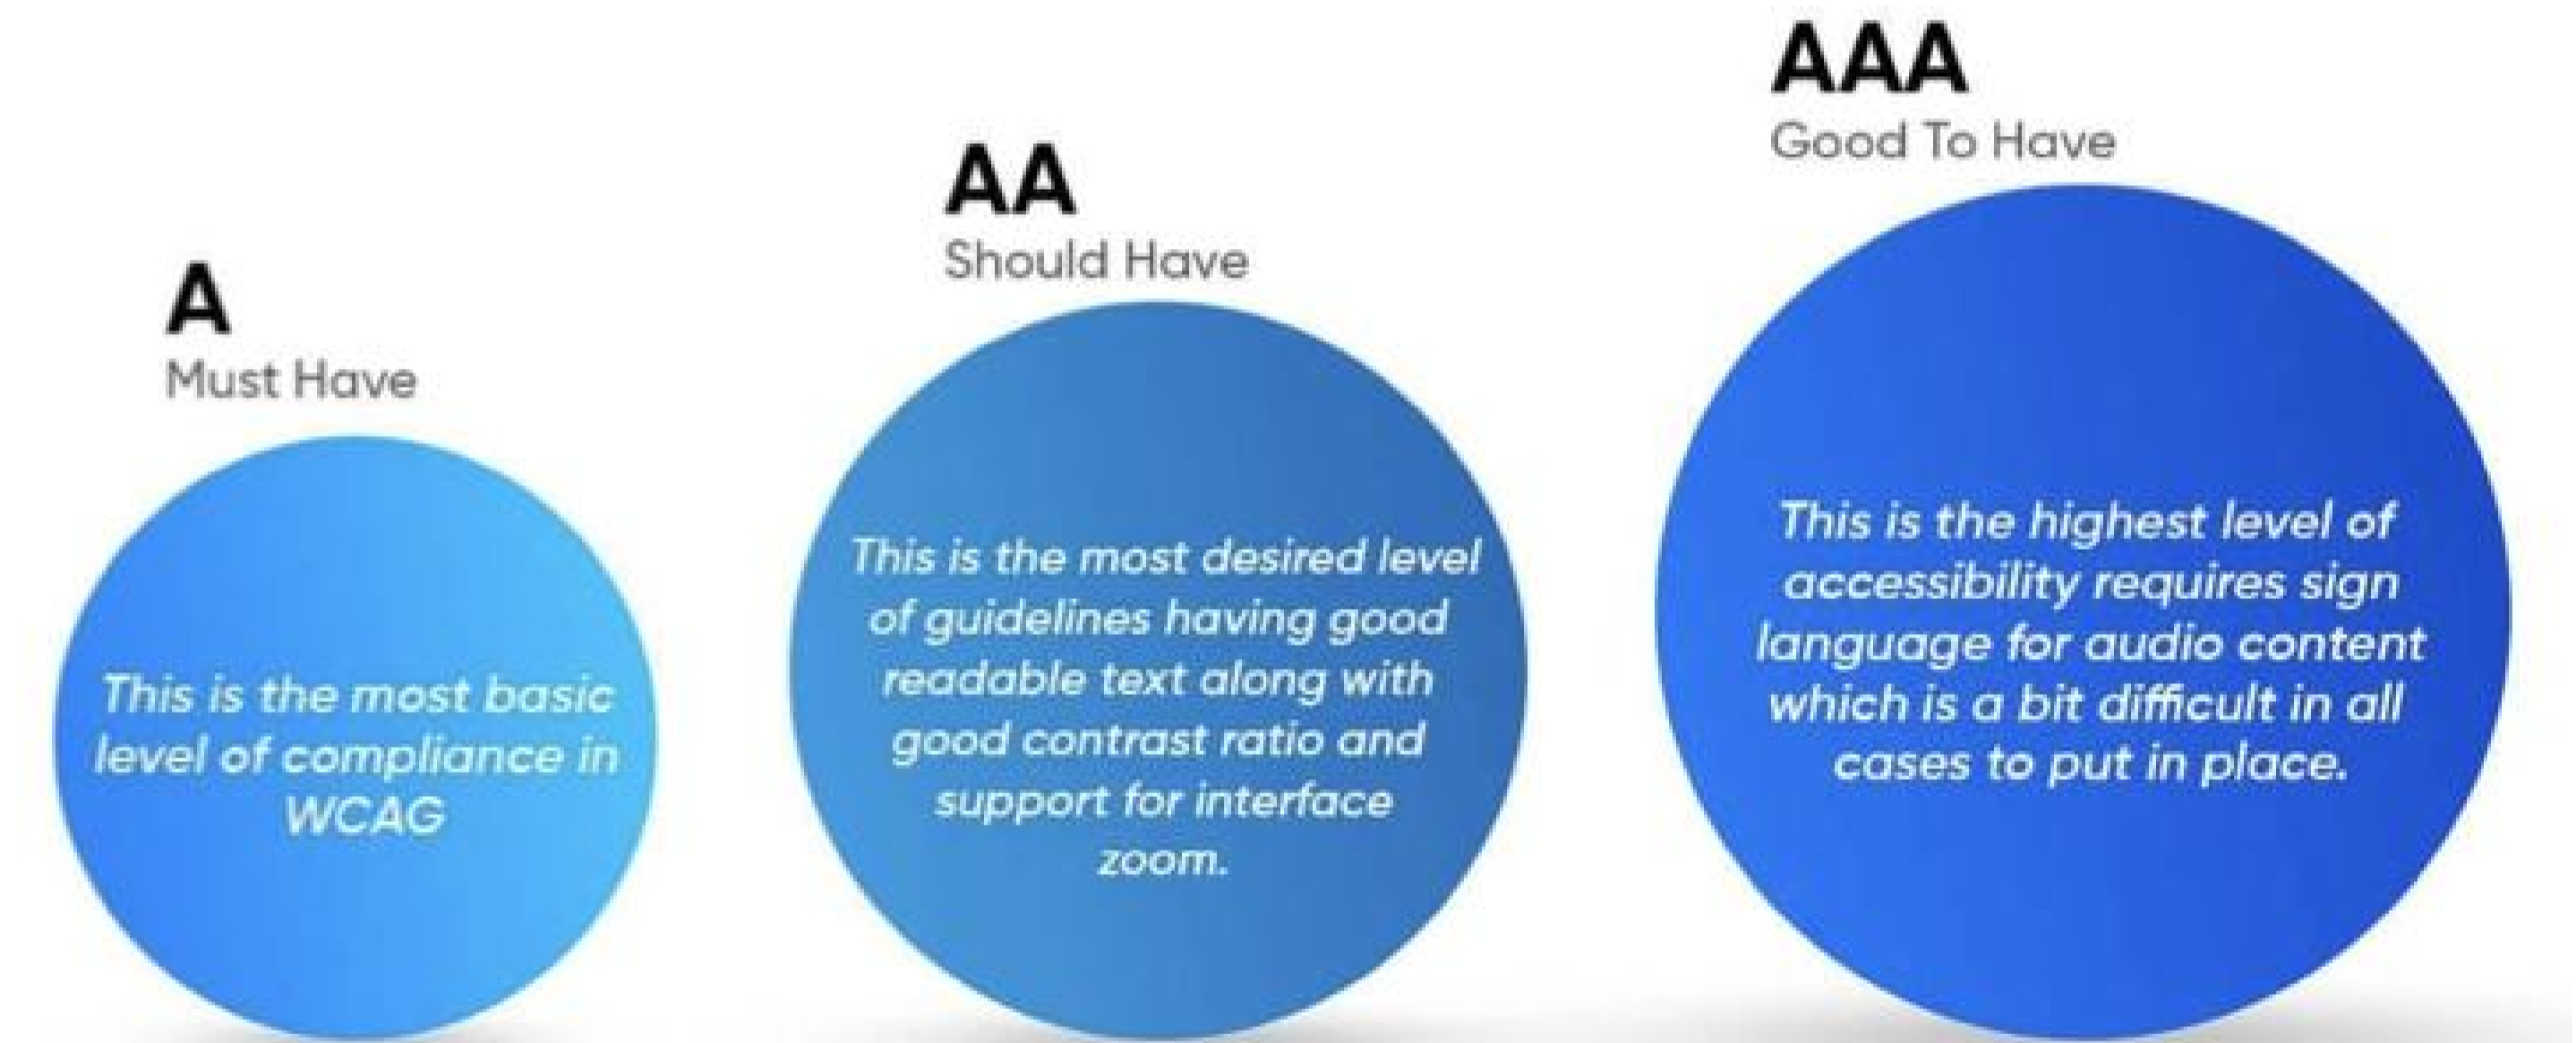 A
Must Have
This is the most basic
level of compliance in
WCAG
AA
Should Have
This is the most desired level
of guidelines having good
readable text along with
good contrast ratio and
support for interface
zoom.
AAA
Good To Have
This is the highest level of
accessibility requires sign
language for audio content
which is a bit difficult in all
cases to put in place.